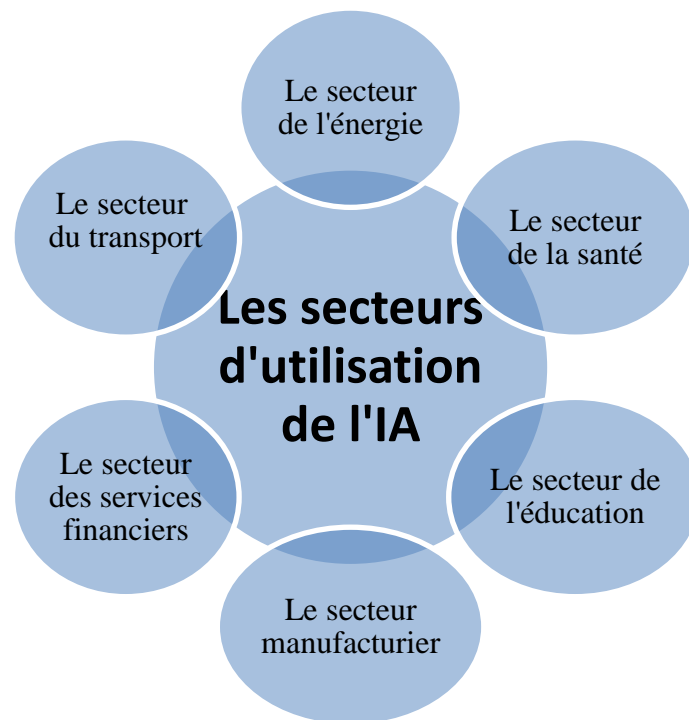 Le secteur
de l'énergie
Le secteur
de la santé
Le secteur de
l'éducation
Le secteur
manufacturier
Le secteur
des services
financiers
Le secteur
du transport
Les secteurs
d'utilisation
de l'IA